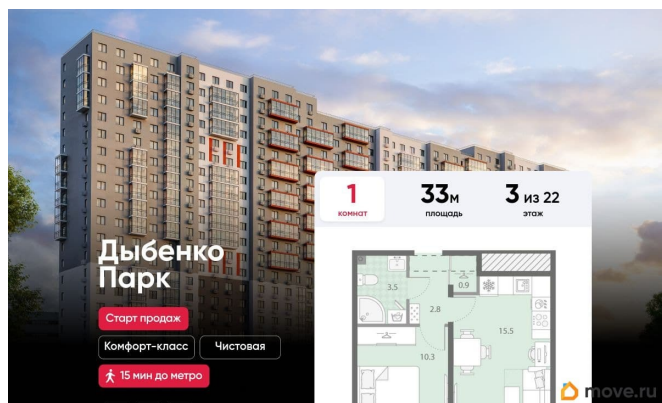 1
комнат
33м
площадь
3 из 22
этаж
Дыбенко
Парк
Старт продаж
Комфорт-класс
Чистовая
15 мин до метро
3.5
0.9
2.8
15.5
10.3
move.ru